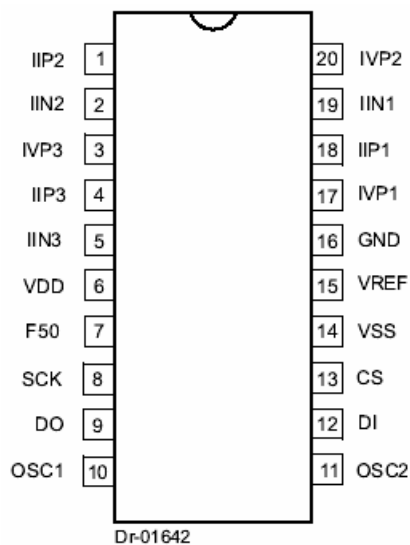 IIP2 1 20 IVP2
IIN2 2 19 IIN1
IVP3 3 18 IIP1
IIP3 4 17 IVP1
IIN3 5 16 GND
VDD 6 15 VREF
F50 7 14 VSS
SCK 8 13 CS
DO 9 12 DI
OSC1 10 11 OSC2
Dr-01642